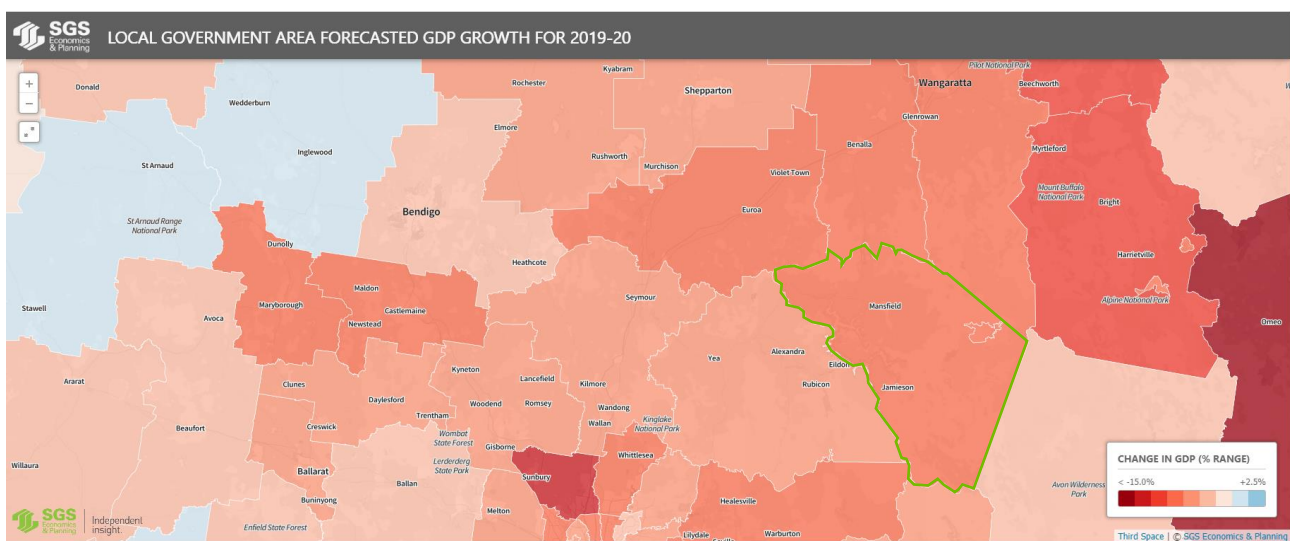 SGS
Economics
& Planning
LOCAL GOVERNMENT AREA FORECASTED GDP GROWTH FOR 2019-20
+
−
Donald
Wedderburn
Inglewood
St Arnaud
St Arnaud Range
National Park
Stawell
Kyabram
Rochester
Shepparton
Elmore
Rushworth
Murchison
Pilot National Park
Wangaratta
Beechworth
Glenrowan
Benalla
Myrtleford
Violet Town
Mount Buffalo
National Park
Bright
Bendigo
Euroa
Harrietville
Dunolly
Heathcote
Maldon
Seymour
Mansfield
Alpine National Park
Maryborough
Castlemaine
Avoca
Newstead
Omeo
Yea
Alexandra
Eildon
Kyneton
Lancefield
Kilmore
Rubicon
Jamieson
Ararat
Clunes
Daylesford
Woodend
Romsey
Wandong
Trentham
Wallan
Kinglake
National Park
Beaufort
Creswick
Wombat
State Forest
Gisborne
Whittlesea
Willaura
Ballarat
Lerderderg
State Park
Sunbury
Ballan
Buninyong
Melton
Healesville
Avon Wilderness
Park
Enfield State Forest
Lilydale
Warburton
CHANGE IN GDP (% RANGE)
< -15.0%
+2.5%
SGS
Economics
& Planning
Independent
insight.
Third Space | © SGS Economics & Planning